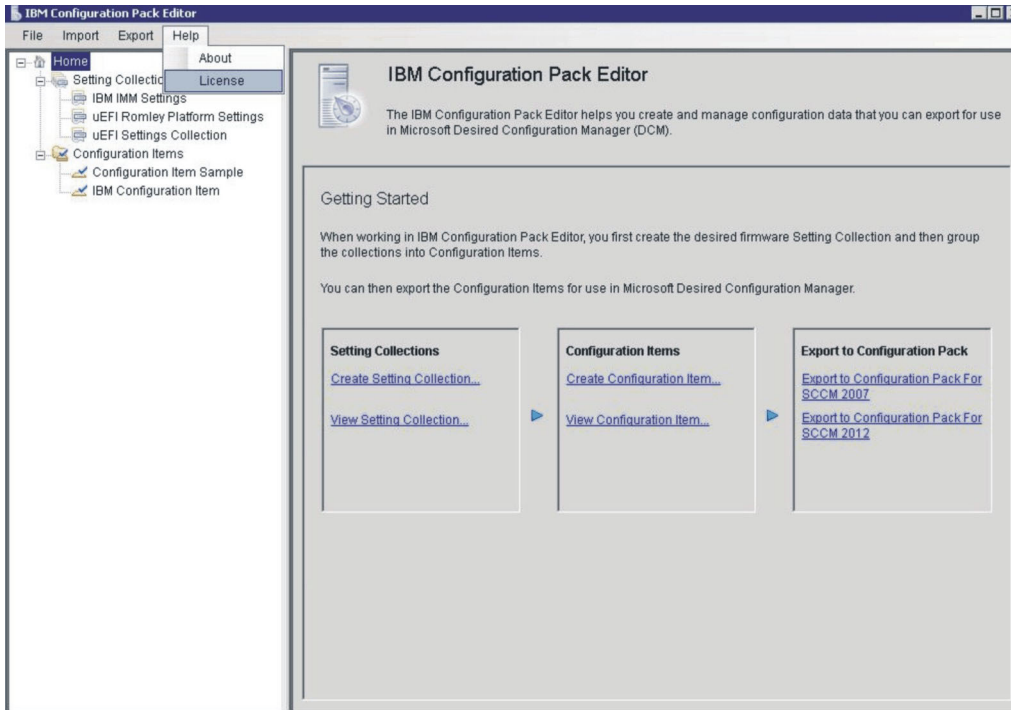 IBM Configuration Pack Editor
File Import Export Help
About
License
Home
Setting Collectio
IBM IMM Settings
uEFI Romley Platform Settings
uEFI Settings Collection
Configuration Items
Configuration Item Sample
IBM Configuration Item
IBM Configuration Pack Editor
The IBM Configuration Pack Editor helps you create and manage configuration data that you can export for use
in Microsoft Desired Configuration Manager (DCM).
Getting Started
When working in IBM Configuration Pack Editor, you first create the desired firmware Setting Collection and then group
the collections into Configuration Items.
You can then export the Configuration Items for use in Microsoft Desired Configuration Manager.
Setting Collections
Create Setting Collection...
View Setting Collection...
Configuration Items
Create Configuration Item...
View Configuration Item...
Export to Configuration Pack
Export to Configuration Pack For
SCCM 2007
Export to Configuration Pack For
SCCM 2012